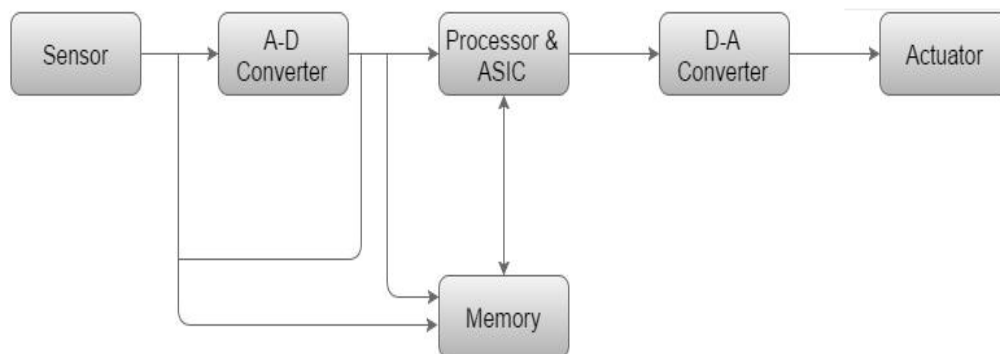 Sensor
A-D
Converter
Processor &
ASIC
D-A
Converter
Actuator
Memory